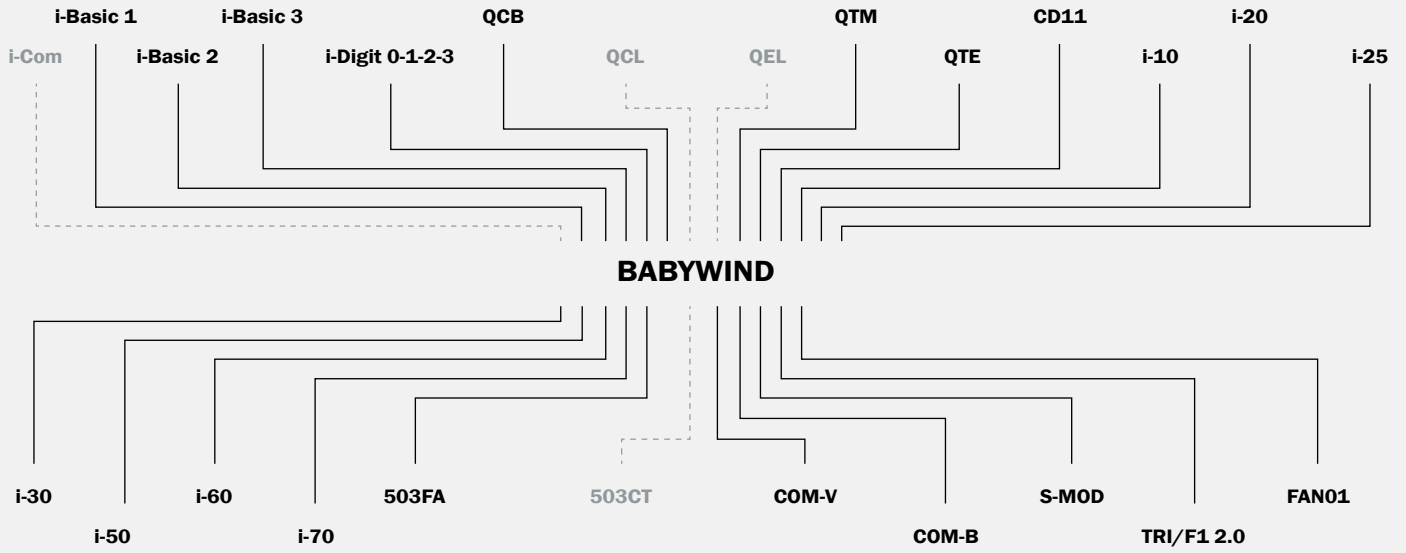 i-Basic 1 i-Basic 3 QCB QTM CD11 i-20
i-Com i-Basic 2 i-Digit 0-1-2-3 QCL QEL QTE i-10 i-25
BABYWIND
i-30 i-60 503FA 503CT COM-V S-MOD FAN01
i-50 i-70 COM-B TRI/F1 2.0